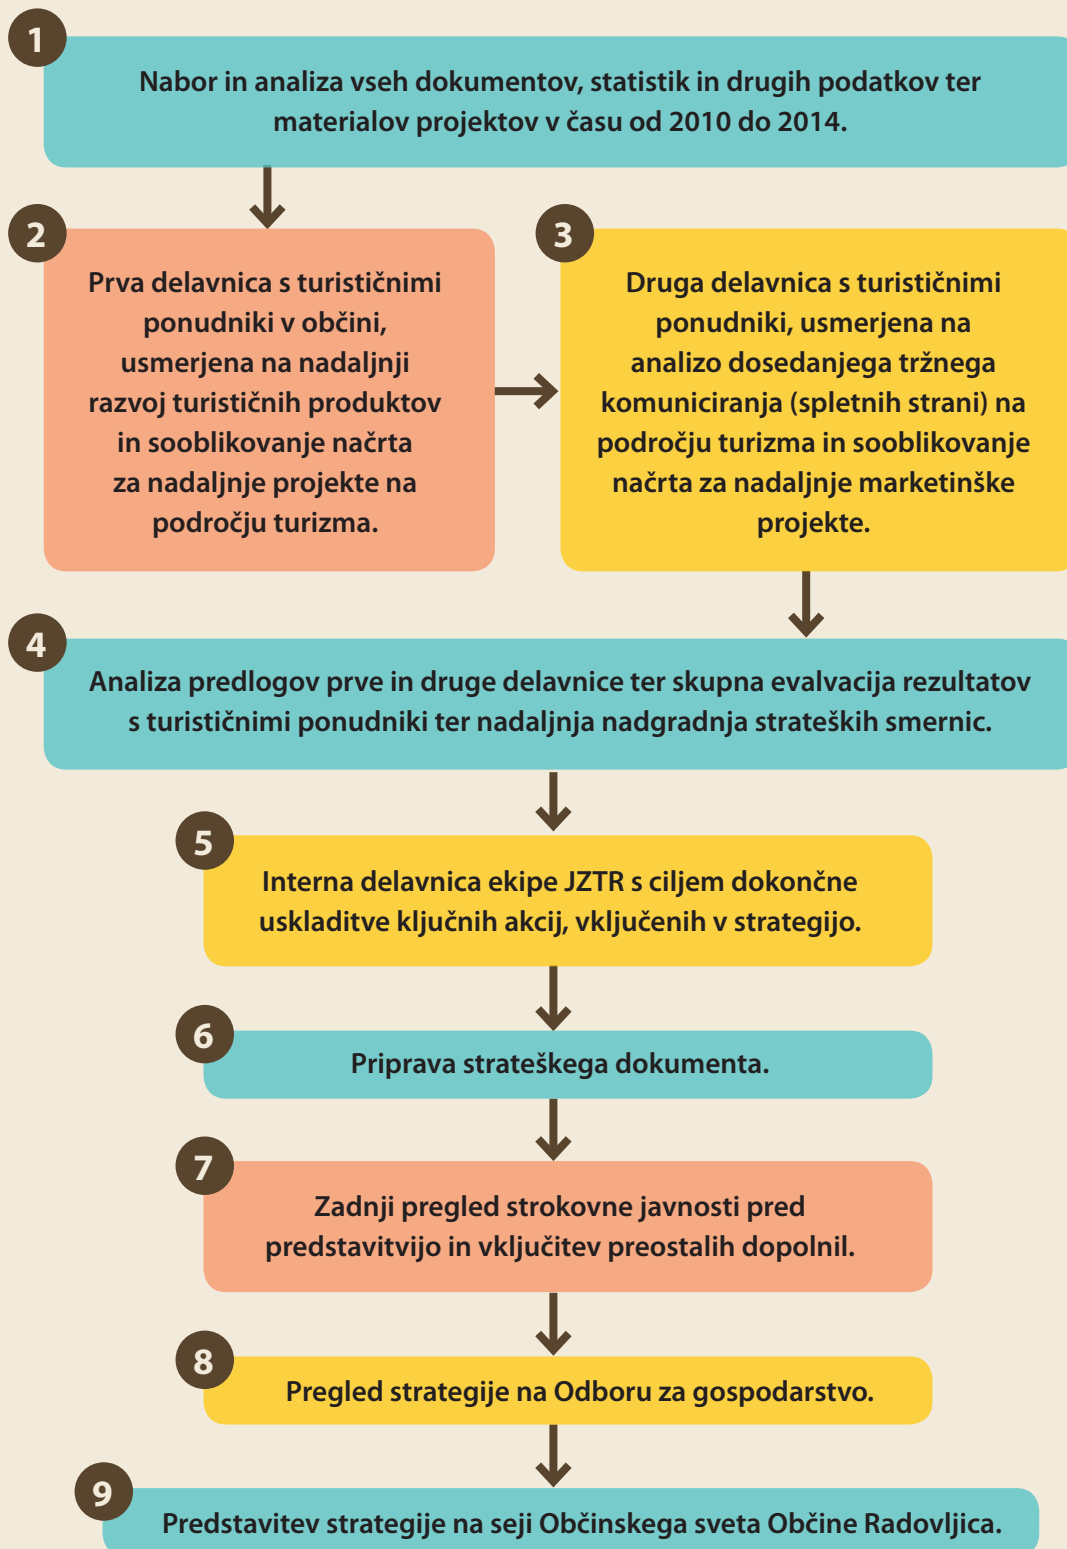 1
Nabor in analiza vseh dokumentov, statistik in drugih podatkov ter
materialov projektov v času od 2010 do 2014.
2
Prva delavnica s turističnimi
ponudniki v občini,
usmerjena na nadaljnji
razvoj turističnih produktov
in sooblikovanje načrta
za nadaljnje projekte na
področju turizma.
3
Druga delavnica s turističnimi
ponudniki, usmerjena na
analizo dosedanjega tržnega
komuniciranja (spletnih strani) na
področju turizma in sooblikovanje
načrta za nadaljnje marketinške
projekte.
4
Analiza predlogov prve in druge delavnice ter skupna evalvacija rezultatov
s turističnimi ponudniki ter nadaljnja nadgradnja strateških smernic.
5
Interna delavnica ekipe JZTR s ciljem dokončne
uskladitve ključnih akcij, vključenih v strategijo.
6
Priprava strateškega dokumenta.
7
Zadnji pregled strokovne javnosti pred
predstavitvijo in vključitev preostalih dopolnil.
8
Pregled strategije na Odboru za gospodarstvo.
9
Predstavitev strategije na seji Občinskega sveta Občine Radovljica.